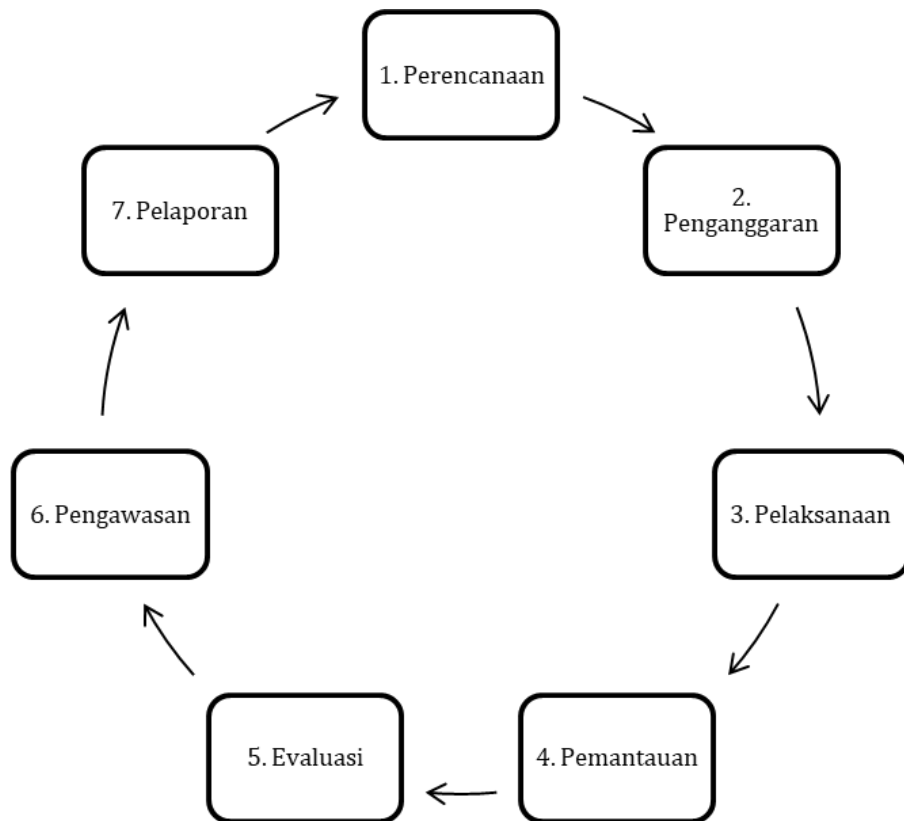 1. Perencanaan
2.
Penganggaran
3. Pelaksanaan
4. Pemantauan
5. Evaluasi
6. Pengawasan
7. Pelaporan